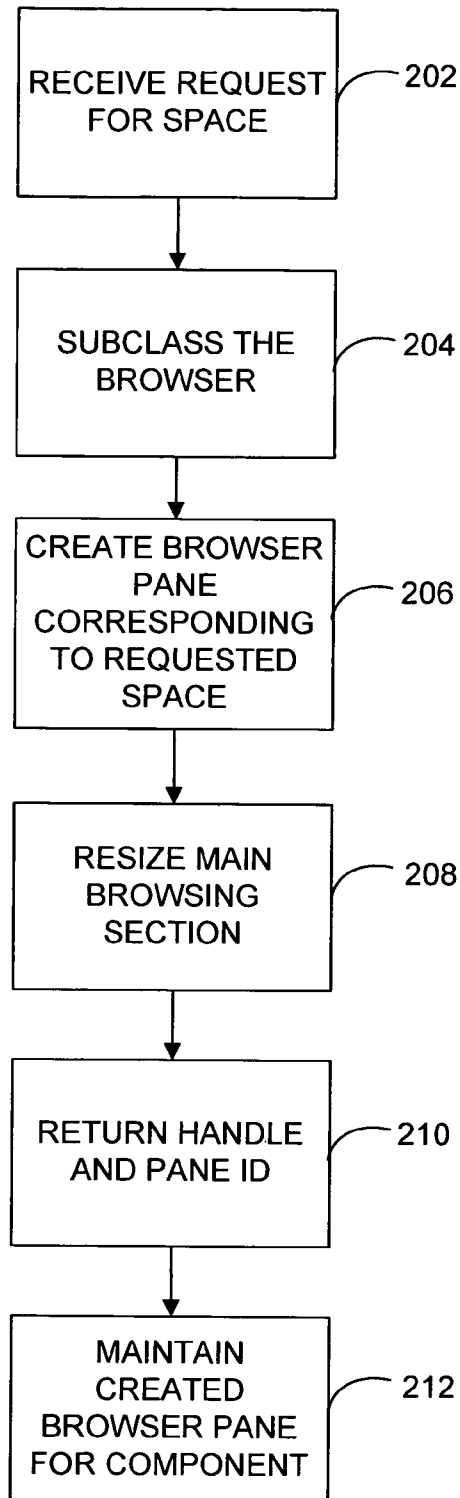 RECEIVE REQUEST
FOR SPACE
202
SUBCLASS THE
BROWSER
204
CREATE BROWSER
PANE
CORRESPONDING
TO REQUESTED
SPACE
206
RESIZE MAIN
BROWSING
SECTION
208
RETURN HANDLE
AND PANE ID
210
MAINTAIN
CREATED
BROWSER PANE
FOR COMPONENT
212